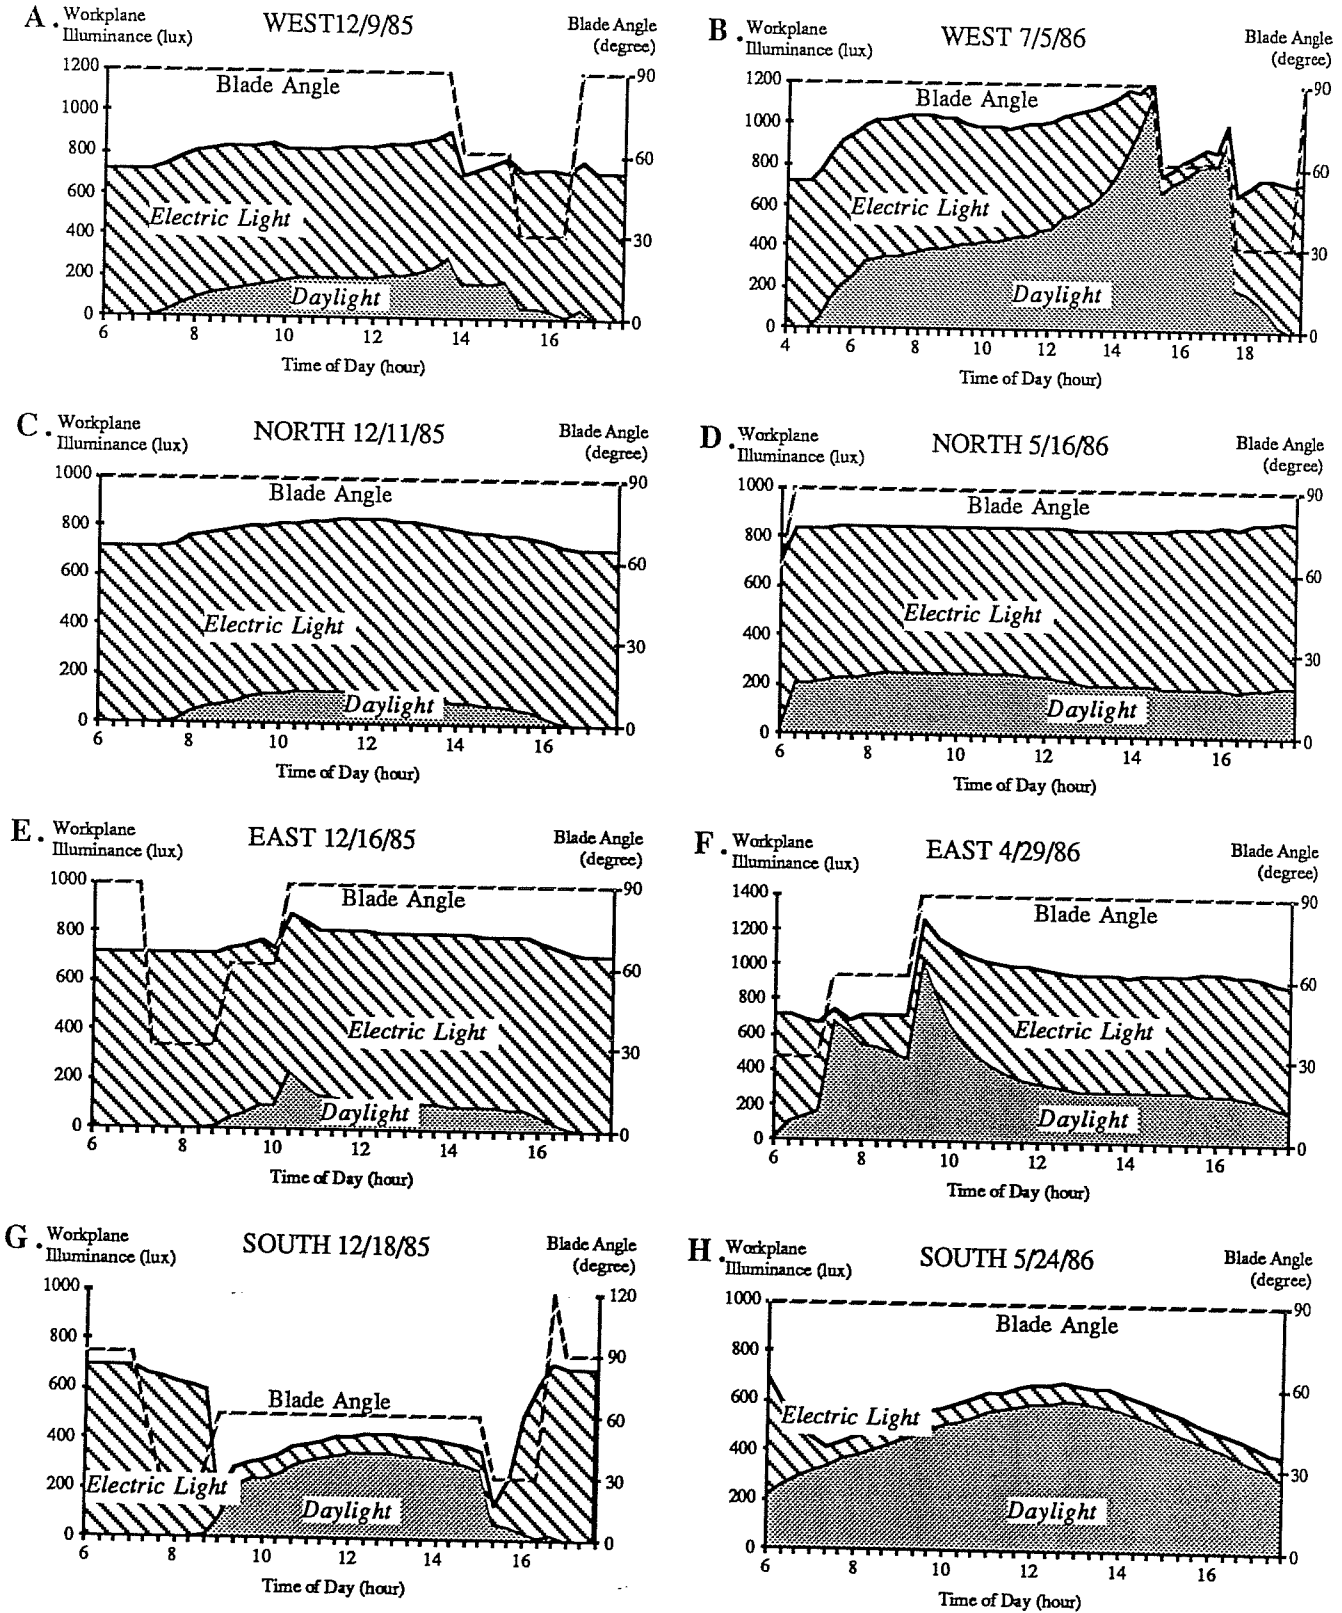 A.
Workplane
Illuminance (lux)
WEST12/9/85
Blade Angle
(degree)
1200
1000
800
600
400
200
0
Blade Angle
Electric Light
Daylight
90
60
30
0
6 8 10 12 14 16
Time of Day (hour)
B.
Workplane
Illuminance (lux)
WEST 7/5/86
Blade Angle
(degree)
1200
1000
800
600
400
200
0
Blade Angle
Electric Light
Daylight
90
60
30
0
4 6 8 10 12 14 16 18
Time of Day (hour)
C.
Workplane
Illuminance (lux)
NORTH 12/11/85
Blade Angle
(degree)
1000
800
600
400
200
0
Blade Angle
Electric Light
Daylight
90
60
30
0
6 8 10 12 14 16
Time of Day (hour)
D.
Workplane
Illuminance (lux)
NORTH 5/16/86
Blade Angle
(degree)
1000
800
600
400
200
0
Blade Angle
Electric Light
Daylight
90
60
30
0
6 8 10 12 14 16
Time of Day (hour)
E.
Workplane
Illuminance (lux)
EAST 12/16/85
Blade Angle
(degree)
1000
800
600
400
200
0
Blade Angle
Electric Light
Daylight
90
60
30
0
6 8 10 12 14 16
Time of Day (hour)
F.
Workplane
Illuminance (lux)
EAST 4/29/86
Blade Angle
(degree)
1400
1200
1000
800
600
400
200
0
Blade Angle
Electric Light
Daylight
90
60
30
0
6 8 10 12 14 16
Time of Day (hour)
G.
Workplane
Illuminance (lux)
SOUTH 12/18/85
Blade Angle
(degree)
1000
800
600
400
200
0
Blade Angle
Electric Light
Daylight
120
90
60
30
0
6 8 10 12 14 16
Time of Day (hour)
H.
Workplane
Illuminance (lux)
SOUTH 5/24/86
Blade Angle
(degree)
1000
800
600
400
200
0
Blade Angle
Electric Light
Daylight
90
60
30
0
6 8 10 12 14 16
Time of Day (hour)